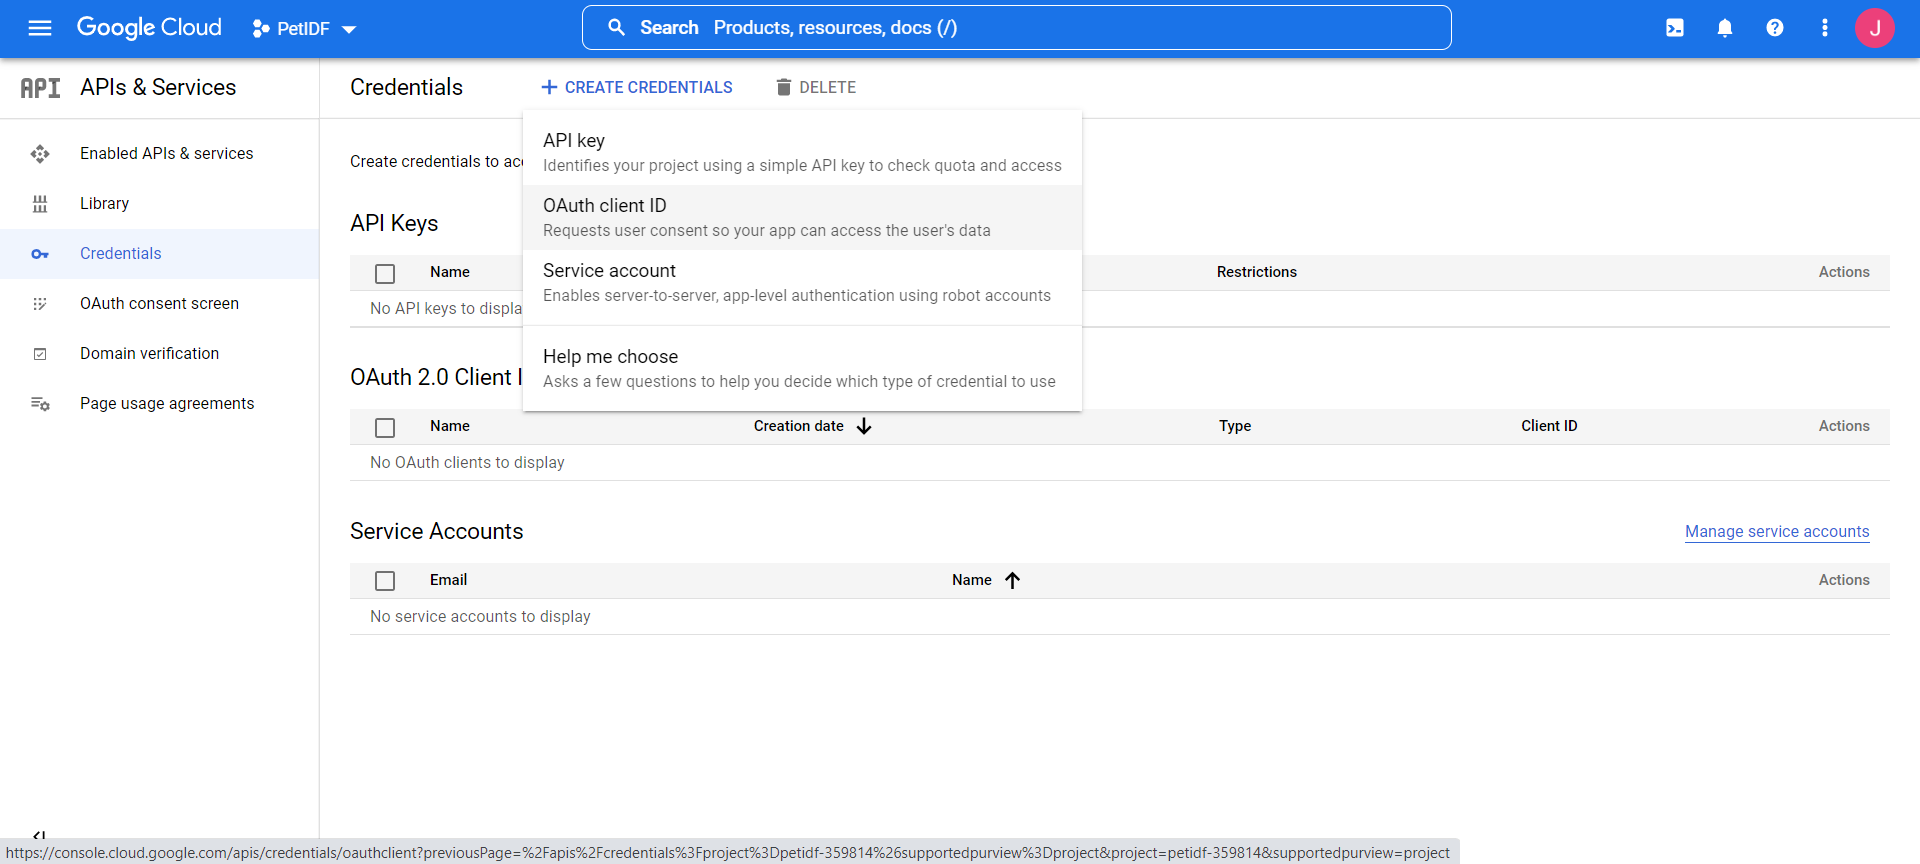 Google Cloud
PetIDF
Search Products, resources, docs (/)
J
API APIs & Services
Enabled APIs & services
Library
Credentials
OAuth consent screen
Domain verification
Page usage agreements
Credentials
CREATE CREDENTIALS
DELETE
Create credentials to
API key
Identifies your project using a simple API key to check quota and access
OAuth client ID
Requests user consent so your app can access the user's data
Service account
Enables server-to-server, app-level authentication using robot accounts
Help me choose
Asks a few questions to help you decide which type of credential to use
API Keys
Name Restrictions Actions
No API keys to
OAuth 2.0 Client
Name Creation date Type Client ID Actions
No OAuth clients to display
Service Accounts
Manage service accounts
Email Name Actions
No service accounts to display
https://console.cloud.google.com/apis/credentials/oauthclient?previousPage=%2Fapis%2Fcredentials%3Fproject%3Dpetidf-359814%26supportedpurview%3Dproject&project=petidf-359814&supportedpurview=project